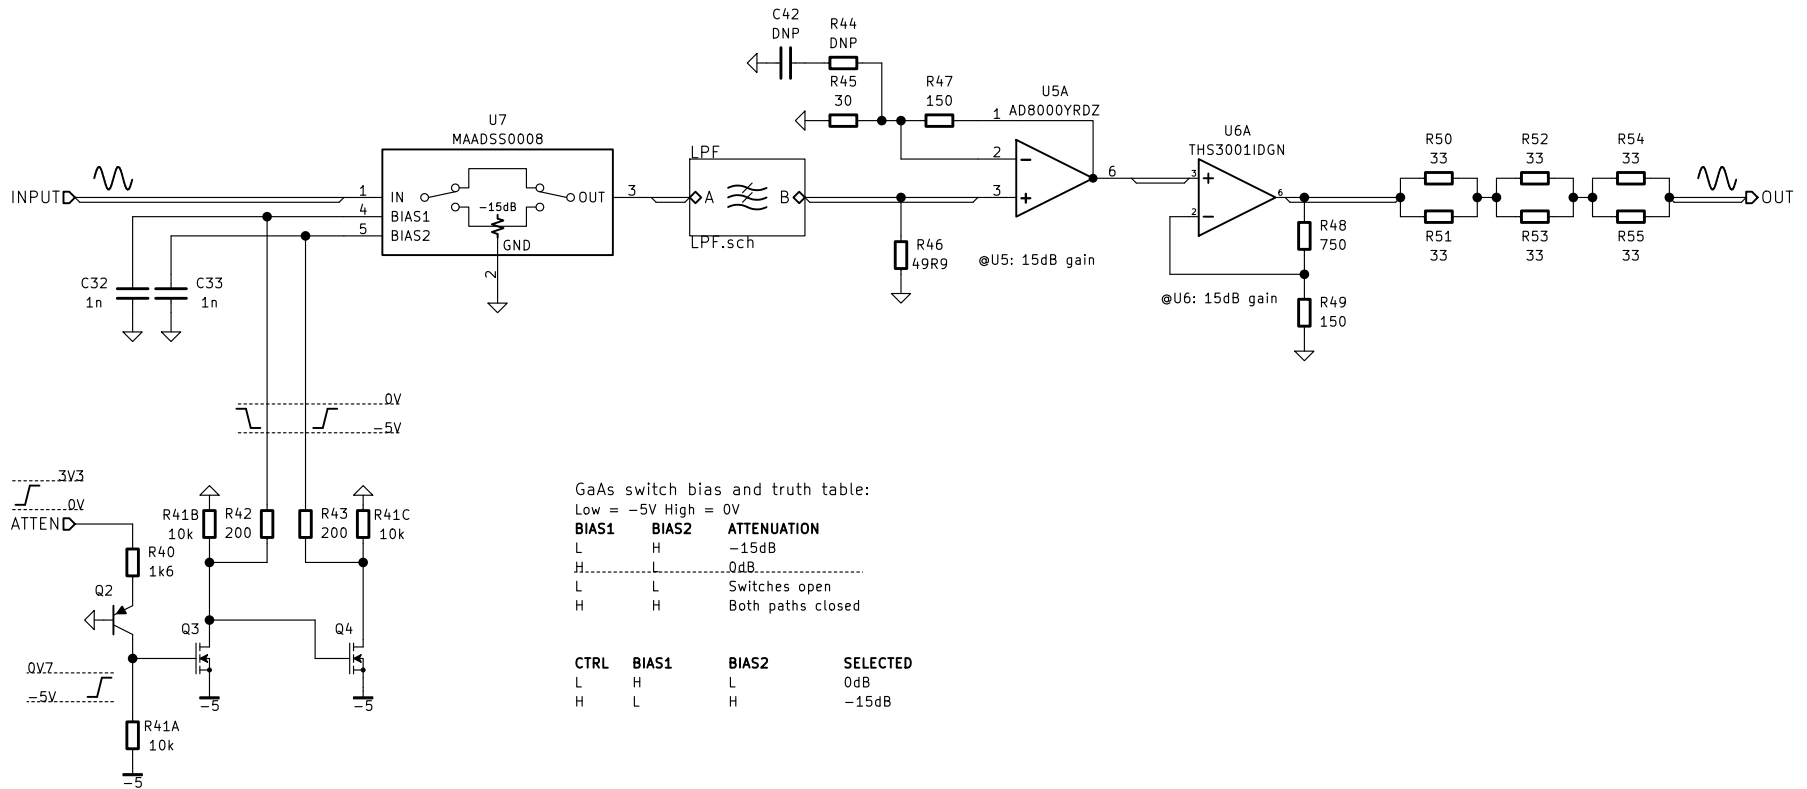 C42
DNP
R44
DNP
R45
30
R47
150
U5A
AD8000YRDZ
1
2
3
6
U7
MAADSS0008
INPUT
1
4
5
IN
BIAS1
BIAS2
-15dB
OUT
GND
2
3
LPF
A
B
LPF.sch
R46
49R9
@U5: 15dB gain
U6A
THS3001IDGN
3
2
6
R48
750
R49
150
@U6: 15dB gain
R50
33
R52
33
R54
33
R51
33
R53
33
R55
33
OUT
C32
1n
C33
1n
0V
-5V
3V3
0V
ATTEN
R40
1k6
R41B
10k
R42
200
R43
200
R41C
10k
Q2
Q3
Q4
0V7
-5V
-5
-5
R41A
10k
-5
GaAs switch bias and truth table:
Low = -5V High = 0V
BIAS1 BIAS2 ATTENUATION
L H -15dB
H L 0dB
L L Switches open
H H Both paths closed
CTRL BIAS1 BIAS2 SELECTED
L H L 0dB
H L H -15dB